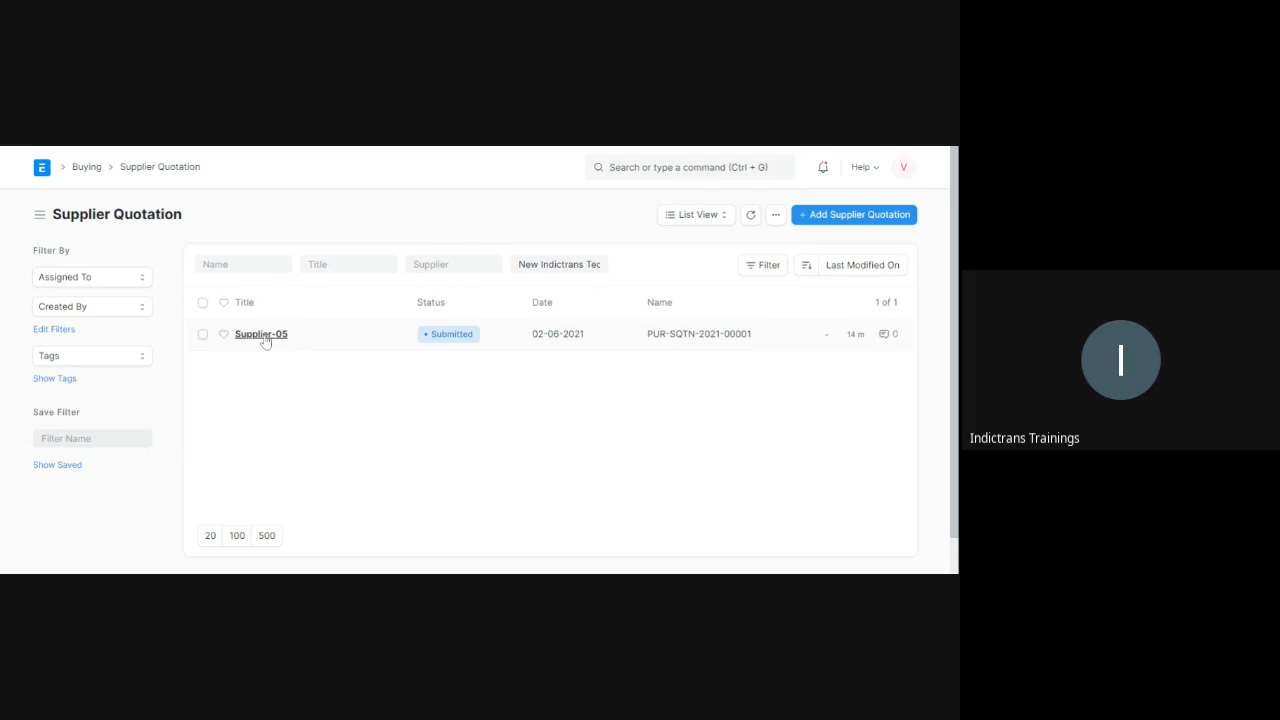 E > Buying > Supplier Quotation Search or type a command (Ctrl + G) Help V
Supplier Quotation List View + Add Supplier Quotation
Filter By
Assigned To
Created By
Edit Filters
Tags
Show Tags
Save Filter
Filter Name
Show Saved
Name Title Supplier New Indictrans Tec Filter Last Modified On
Title Status Date Name 1 of 1
Supplier-05 Submitted 02-06-2021 PUR-SQTN-2021-00001 - 14 m 0
20 100 500
I
Indictrans Trainings